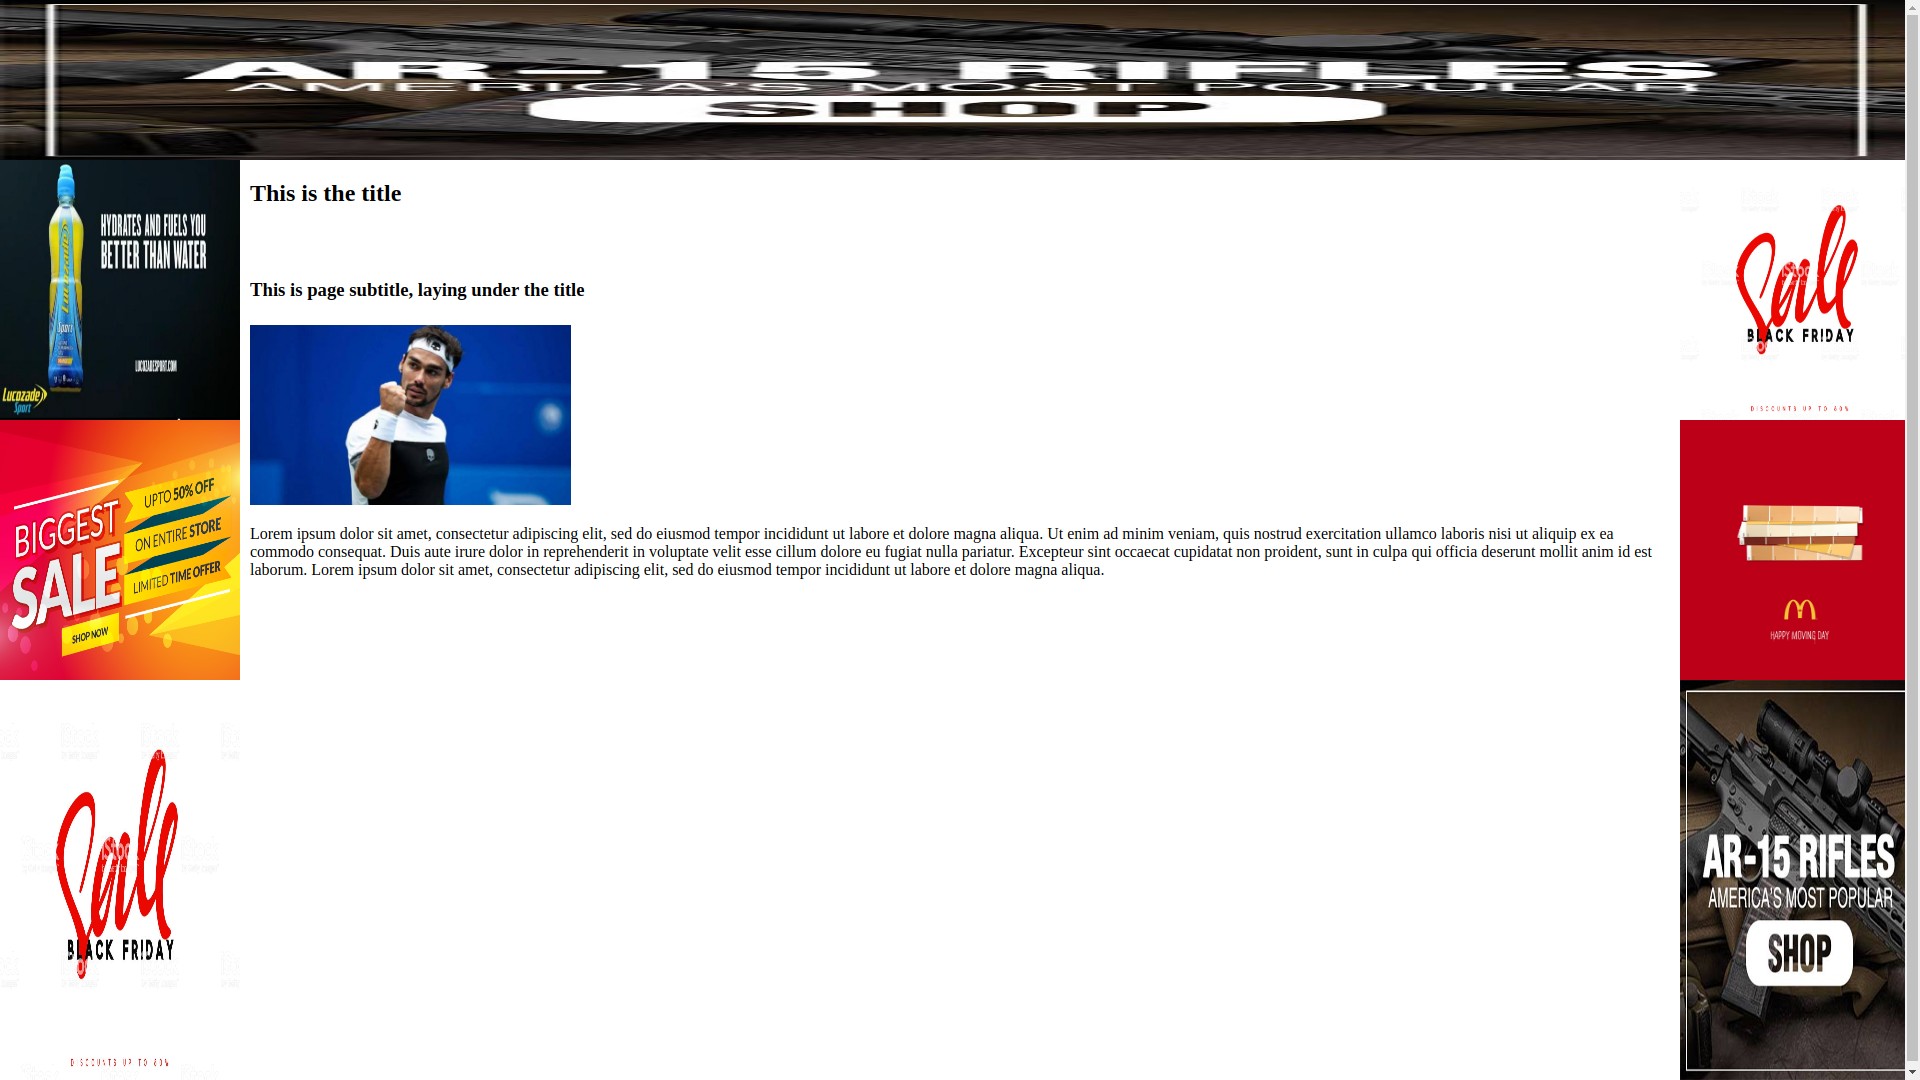 AR-15 RIFLES
AMERICA'S MOST POPULAR
SHOP
HYDRATES AND FUELS YOU
BETTER THAN WATER
Lucozade
Sport
LUCOZADESPORT.COM
Lucozade
Sport
BIGGEST
SALE
UPTO 50% OFF
ON ENTIRE STORE
LIMITED TIME OFFER
SHOP NOW
Sale
iStock
BLACK FRIDAY
DISCOUNTS UP TO 60%
This is the title
This is page subtitle, laying under the title
Lorem ipsum dolor sit amet, consectetur adipiscing elit, sed do eiusmod tempor incididunt ut labore et dolore magna aliqua. Ut enim ad minim veniam, quis nostrud exercitation ullamco laboris nisi ut aliquip ex ea
commodo consequat. Duis aute irure dolor in reprehenderit in voluptate velit esse cillum dolore eu fugiat nulla pariatur. Excepteur sint occaecat cupidatat non proident, sunt in culpa qui officia deserunt mollit anim id est
laborum. Lorem ipsum dolor sit amet, consectetur adipiscing elit, sed do eiusmod tempor incididunt ut labore et dolore magna aliqua.
Sale
iStock
BLACK FRIDAY
DISCOUNTS UP TO 60%
HAPPY MOVING DAY
AR-15 RIFLES
AMERICA'S MOST POPULAR
SHOP